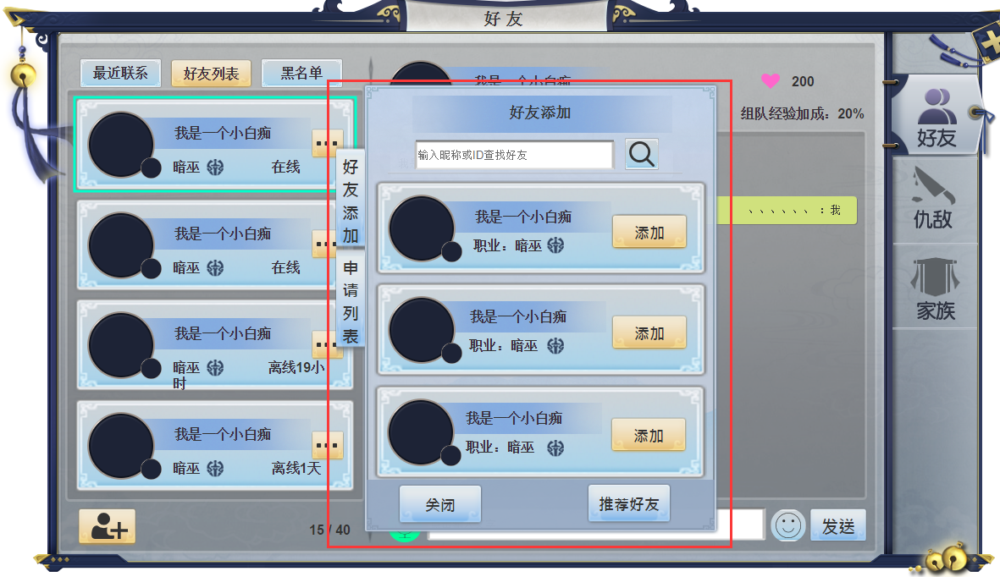 好友
最近联系
好友列表
黑名单
我是一个小白痴
暗巫
在线
我是一个小白痴
暗巫
在线
我是一个小白痴
暗巫
离线19小时
我是一个小白痴
暗巫
离线1天
15 / 40
好友添加
申请列表
我是一个小白痴
200
组队经验加成：20%
好友添加
输入昵称或ID查找好友
我是一个小白痴
职业：暗巫
添加
我是一个小白痴
职业：暗巫
添加
我是一个小白痴
职业：暗巫
添加
关闭
推荐好友
、、、、、、：我
发送
好友
仇敌
家族